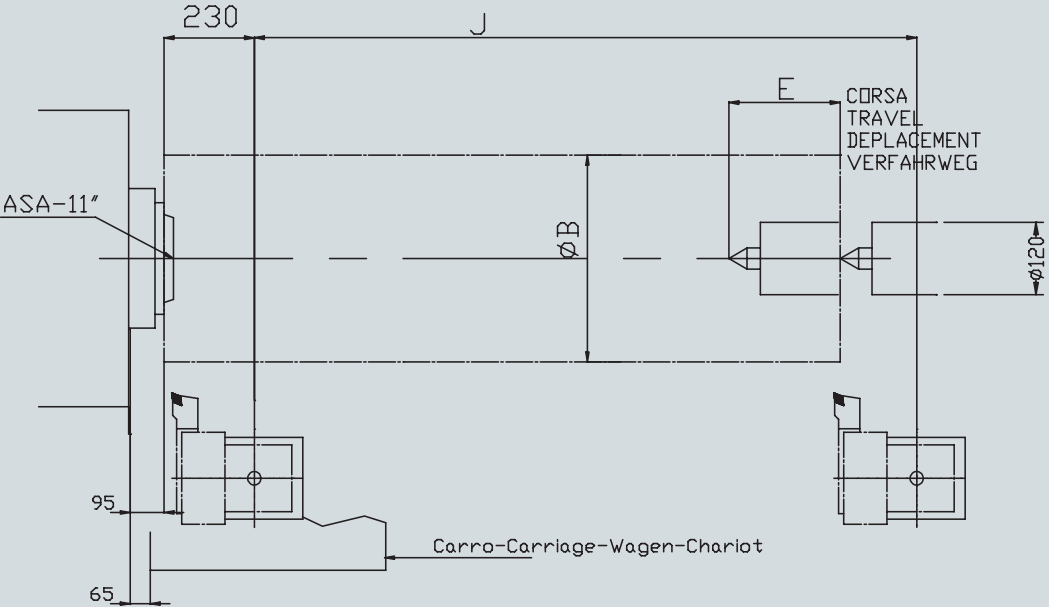 230
J
E
CORSA
TRAVEL
DEPLACEMENT
VERFAHRWEG
ASA-11"
øB
ø120
95
Carro-Carriage-Wagen-Chariot
65